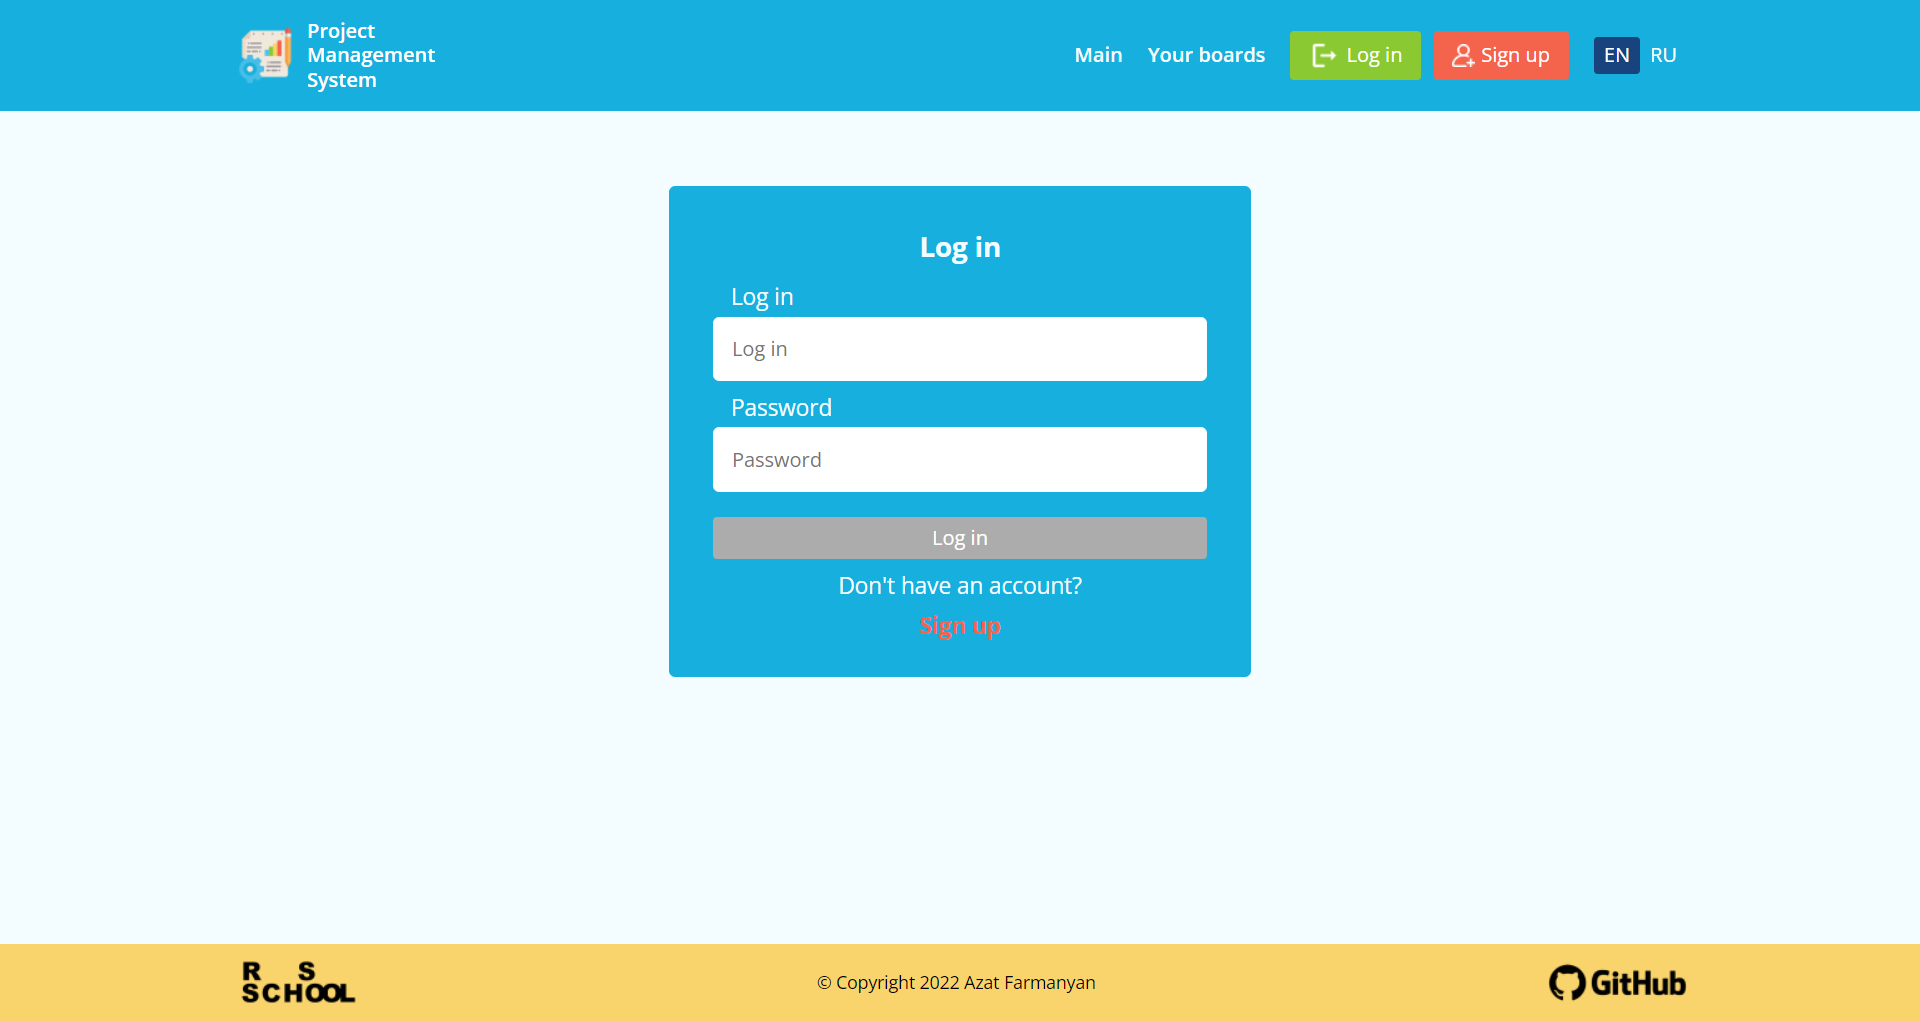 Project
Management
System
Main
Your boards
Log in
Sign up
EN
RU
Log in
Log in
Log in
Password
Password
Log in
Don't have an account?
Sign up
R S
SCHOOL
© Copyright 2022 Azat Farmanyan
GitHub